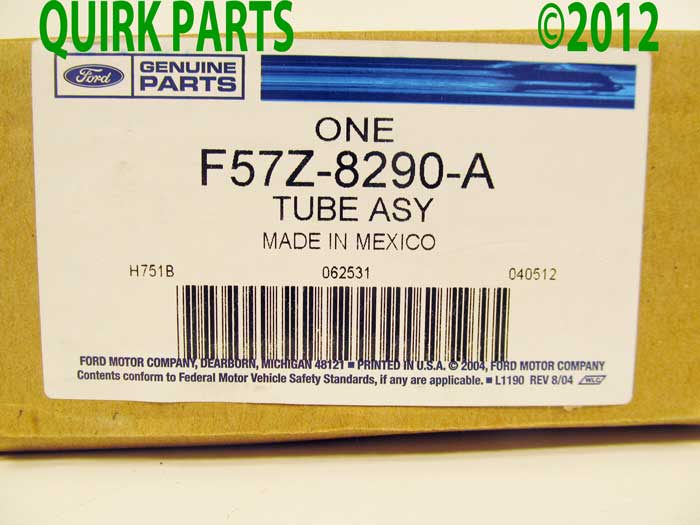 QUIRK PARTS ©2012
Ford GENUINE PARTS
ONE
F57Z-8290-A
TUBE ASY
MADE IN MEXICO
H751B 062531 040512
FORD MOTOR COMPANY, DEARBORN, MICHIGAN 48121 ■ PRINTED IN U.S.A. © 2004, FORD MOTOR COMPANY
Contents conform to Federal Motor Vehicle Safety Standards, if any are applicable. ■ L1190 REV 8/04 WLC